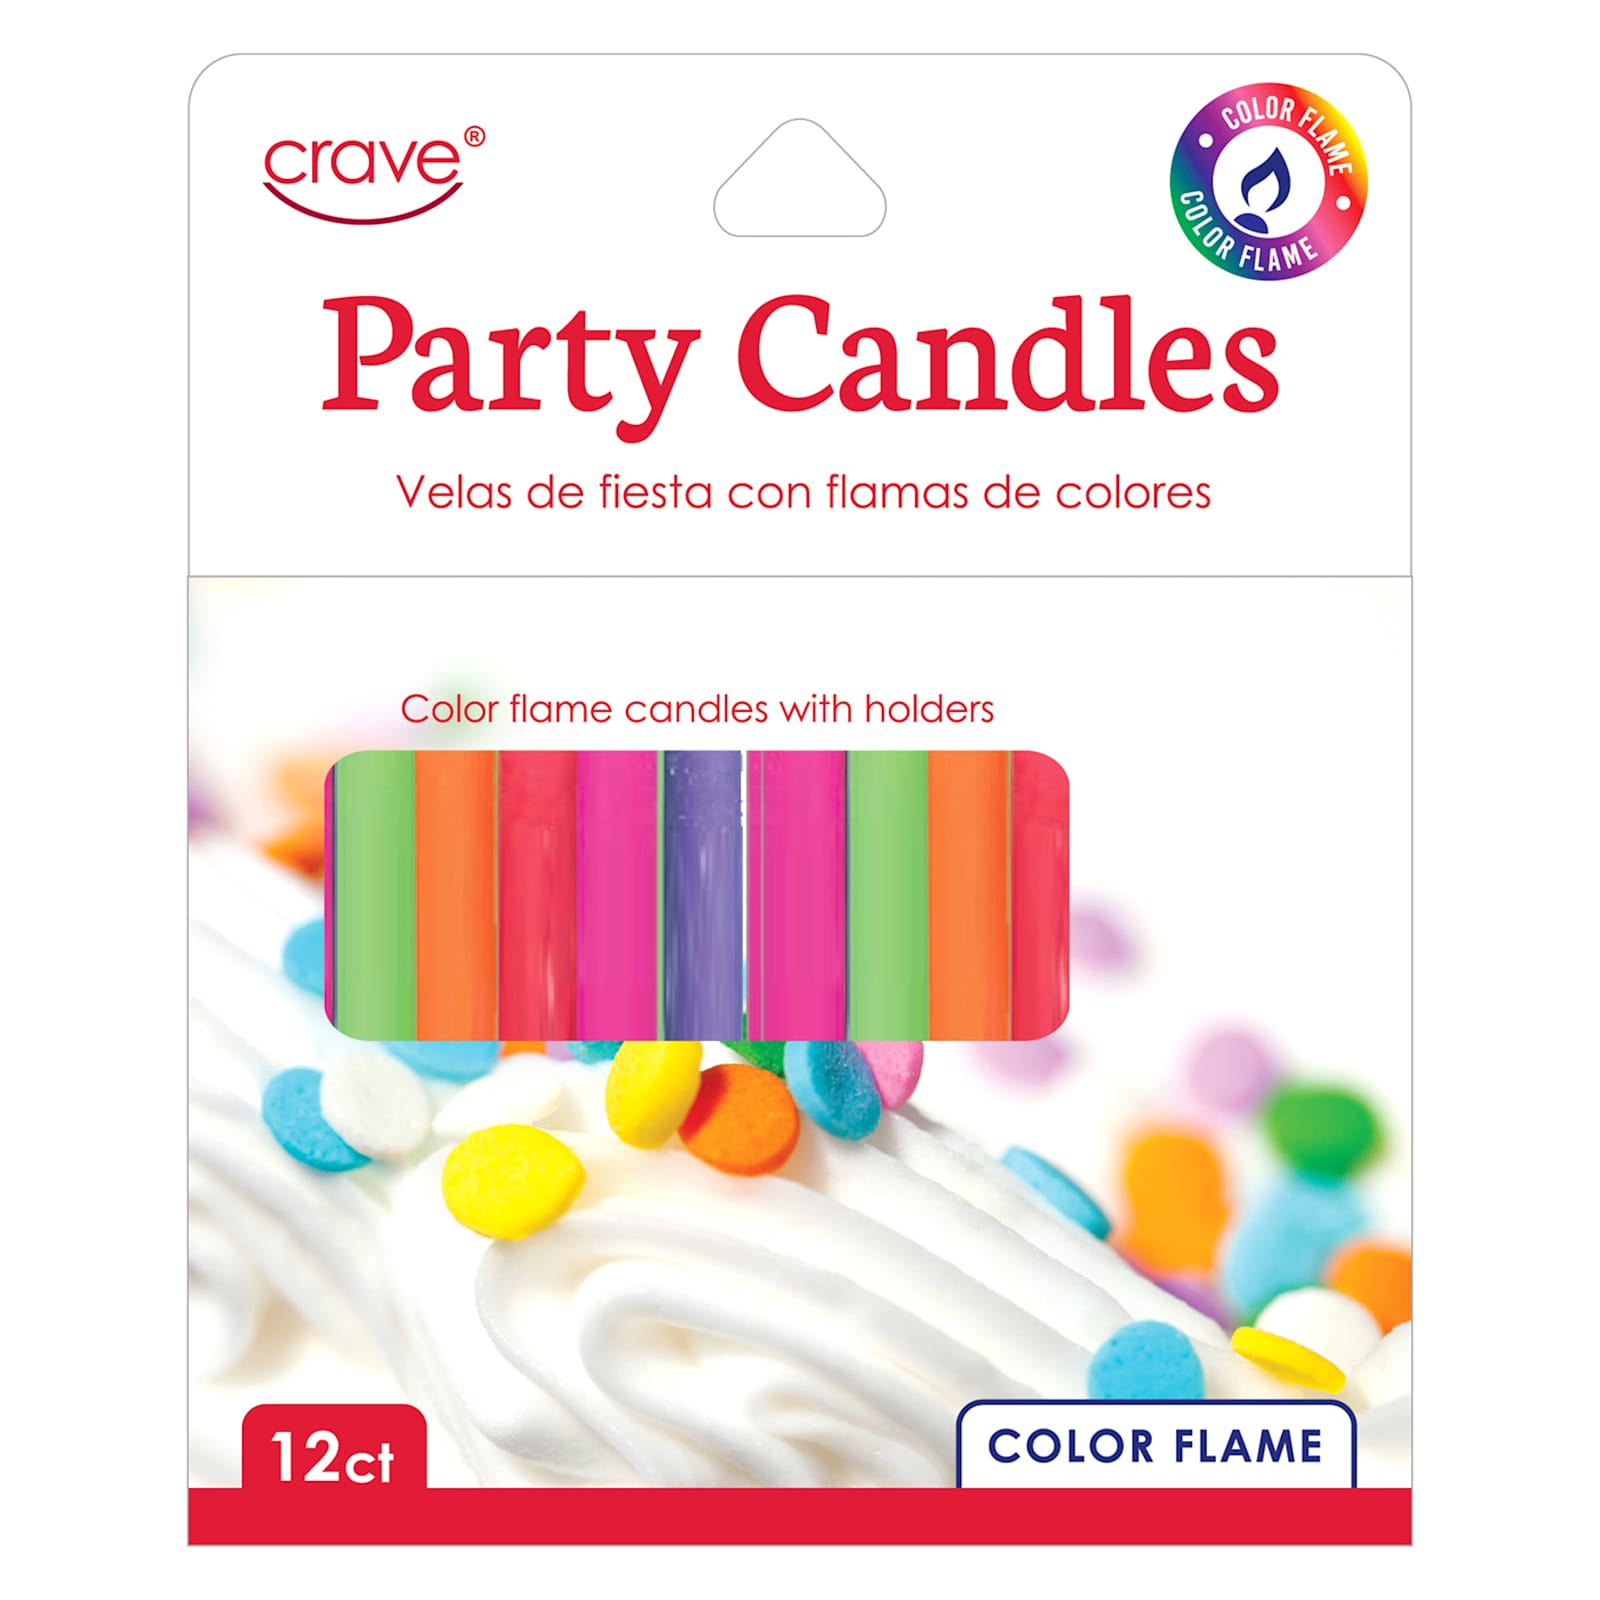 crave®
COLOR FLAME
COLOR FLAME
Party Candles
Velas de fiesta con flamas de colores
Color flame candles with holders
12ct
COLOR FLAME